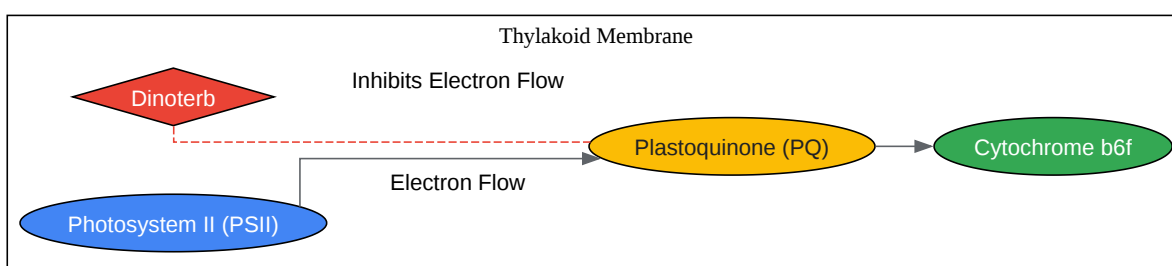 Thylakoid Membrane
Inhibits Electron Flow
Dinoterb
Plastoquinone (PQ)
Cytochrome b6f
Electron Flow
Photosystem II (PSII)